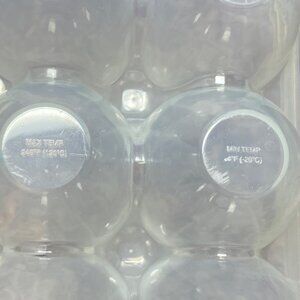 MAX TEMP
248°F (120°C)
MIN TEMP
-4°F (-20°C)